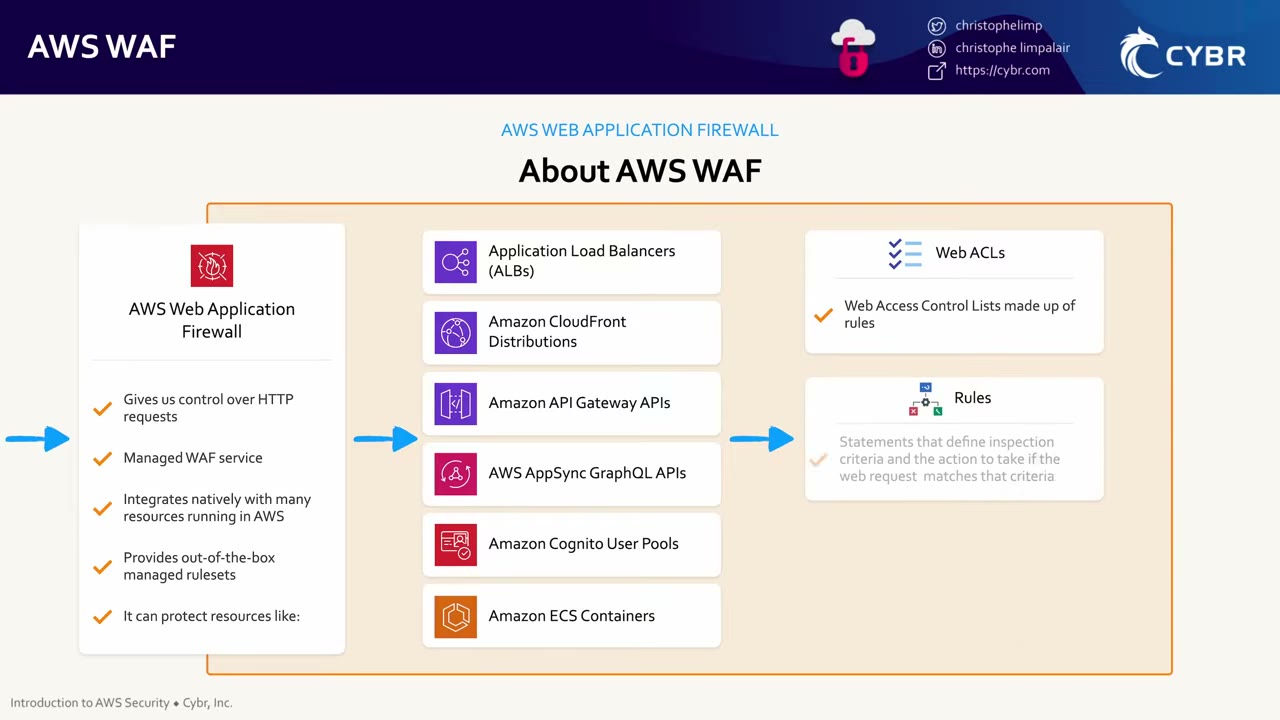 AWS WAF
christophelimp
christophe limpalair
https://cybr.com
CYBR
AWS WEB APPLICATION FIREWALL
About AWS WAF
AWS Web Application
Firewall
Gives us control over HTTP
requests
Managed WAF service
Integrates natively with many
resources running in AWS
Provides out-of-the-box
managed rulesets
It can protect resources like:
Application Load Balancers
(ALBs)
Amazon CloudFront
Distributions
Amazon API Gateway APIs
AWS AppSync GraphQL APIs
Amazon Cognito User Pools
Amazon ECS Containers
Web ACLs
Web Access Control Lists made up of
rules
Rules
Statements that define inspection
criteria and the action to take if the
web request matches that criteria
Introduction to AWS Security ◆ Cybr, Inc.